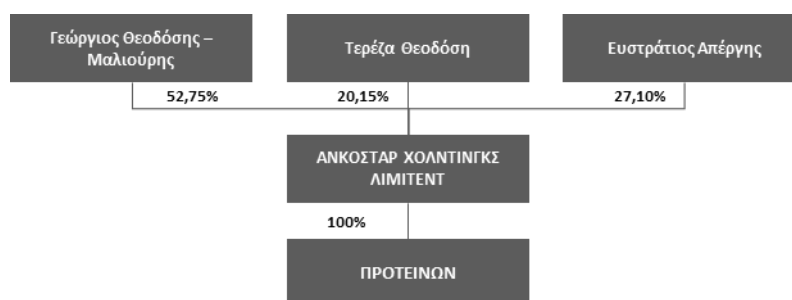 Γεώργιος Θεοδόσης –
Μαλιούρης
Τερέζα Θεοδόση
Ευστράτιος Απέργης
52,75%
20,15%
27,10%
ΑΝΚΟΣΤΑΡ ΧΟΛΝΤΙΝΓΚΣ
ΛΙΜΙΤΕΝΤ
100%
ΠΡΟΤΕΙΝΩΝ